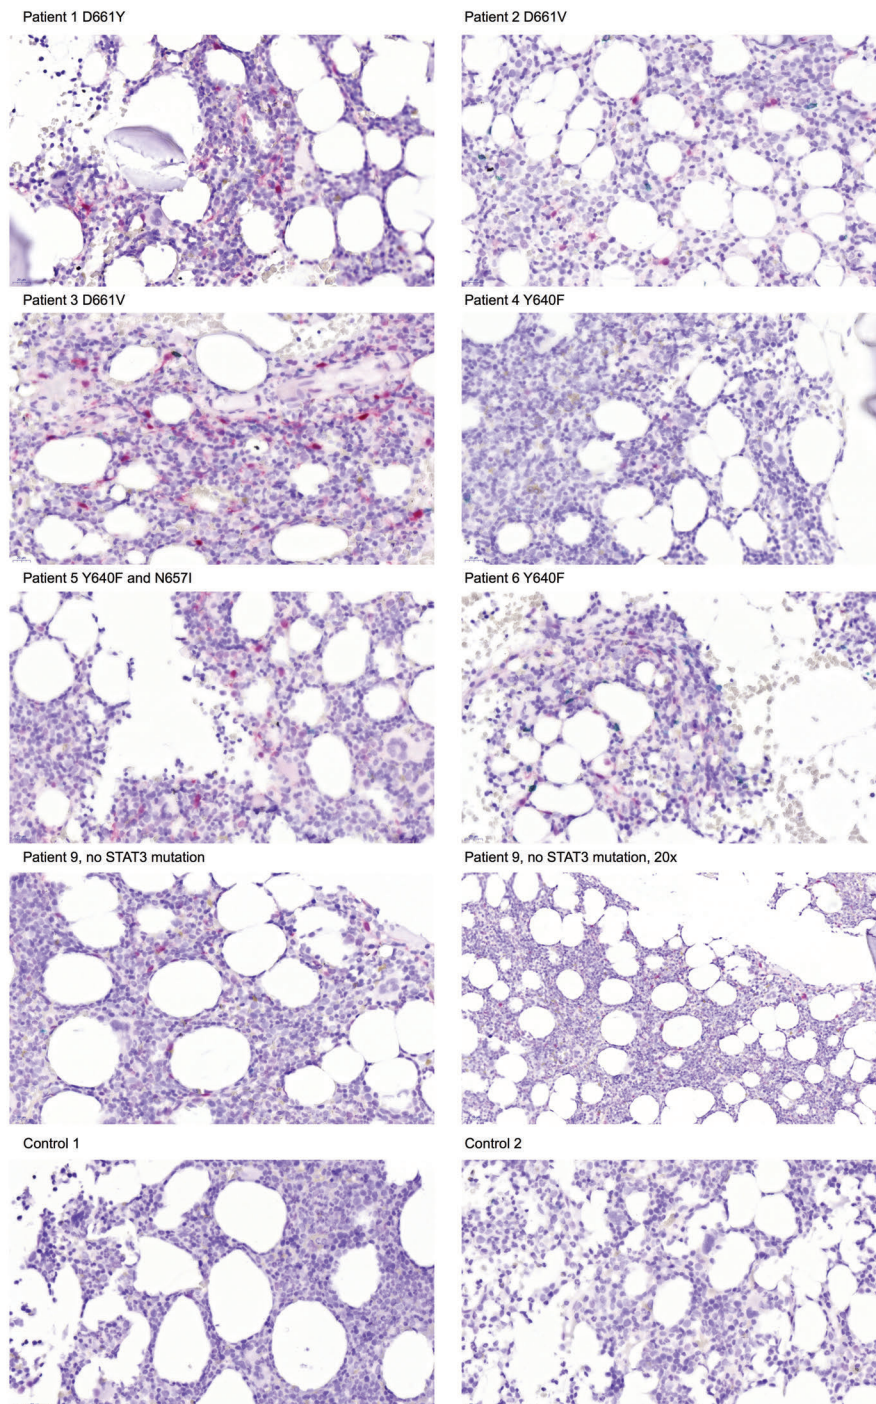 Patient 1 D661Y
Patient 2 D661V
Patient 3 D661V
Patient 4 Y640F
Patient 5 Y640F and N657I
Patient 6 Y640F
Patient 9, no STAT3 mutation
Patient 9, no STAT3 mutation, 20x
Control 1
Control 2